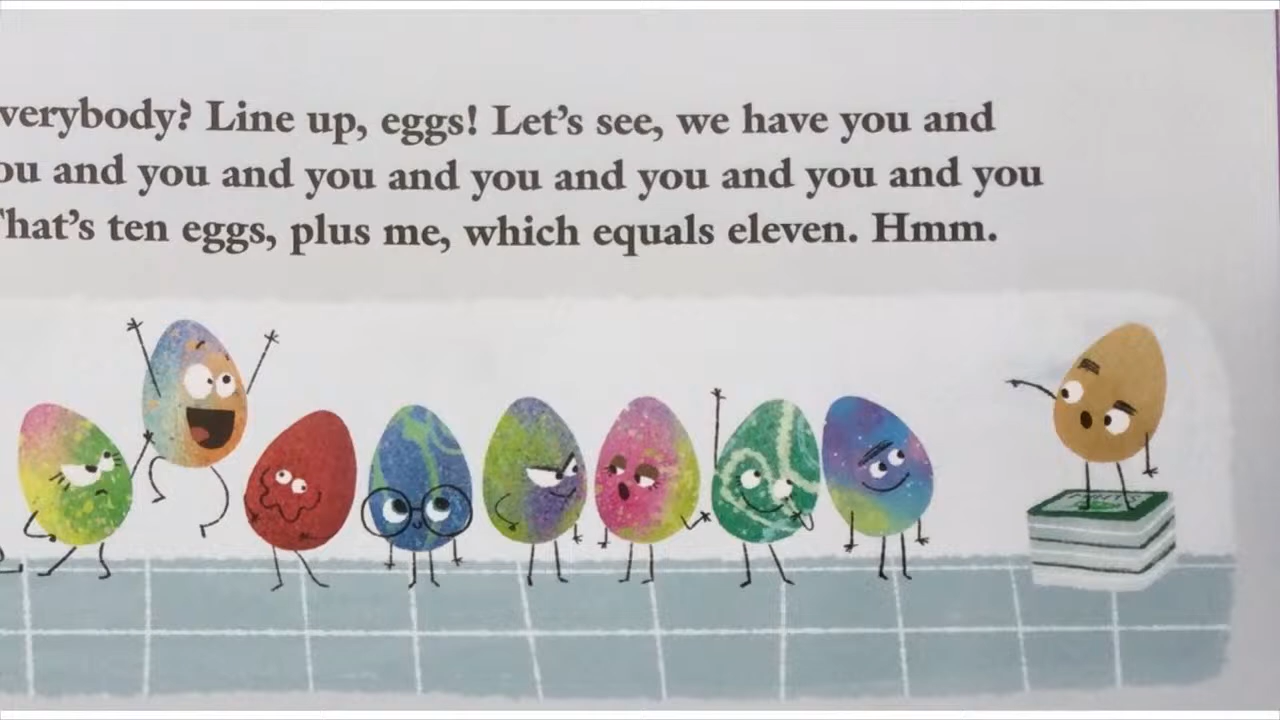 verybody? Line up, eggs! Let's see, we have you and
ou and you and you and you and you and you and you
That's ten eggs, plus me, which equals eleven. Hmm.